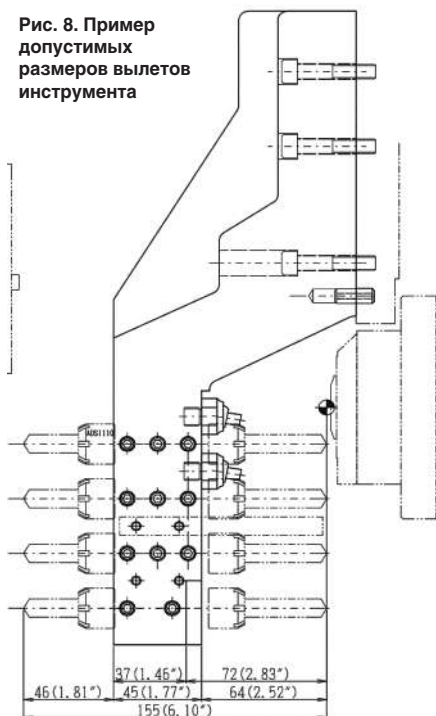 Рис. 8. Пример
допустимых
размеров вылетов
инструмента
ADS1110
37(1.46")
72(2.83")
46(1.81")
45(1.77")
64(2.52")
155(6.10")